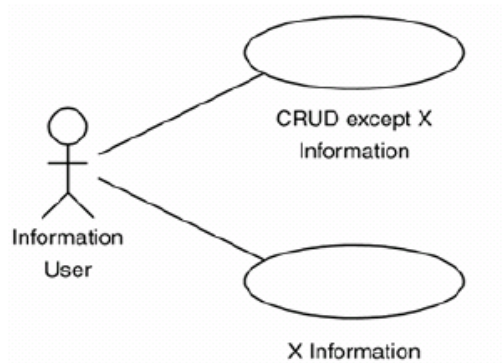 CRUD except X
Information
Information
User
X Information